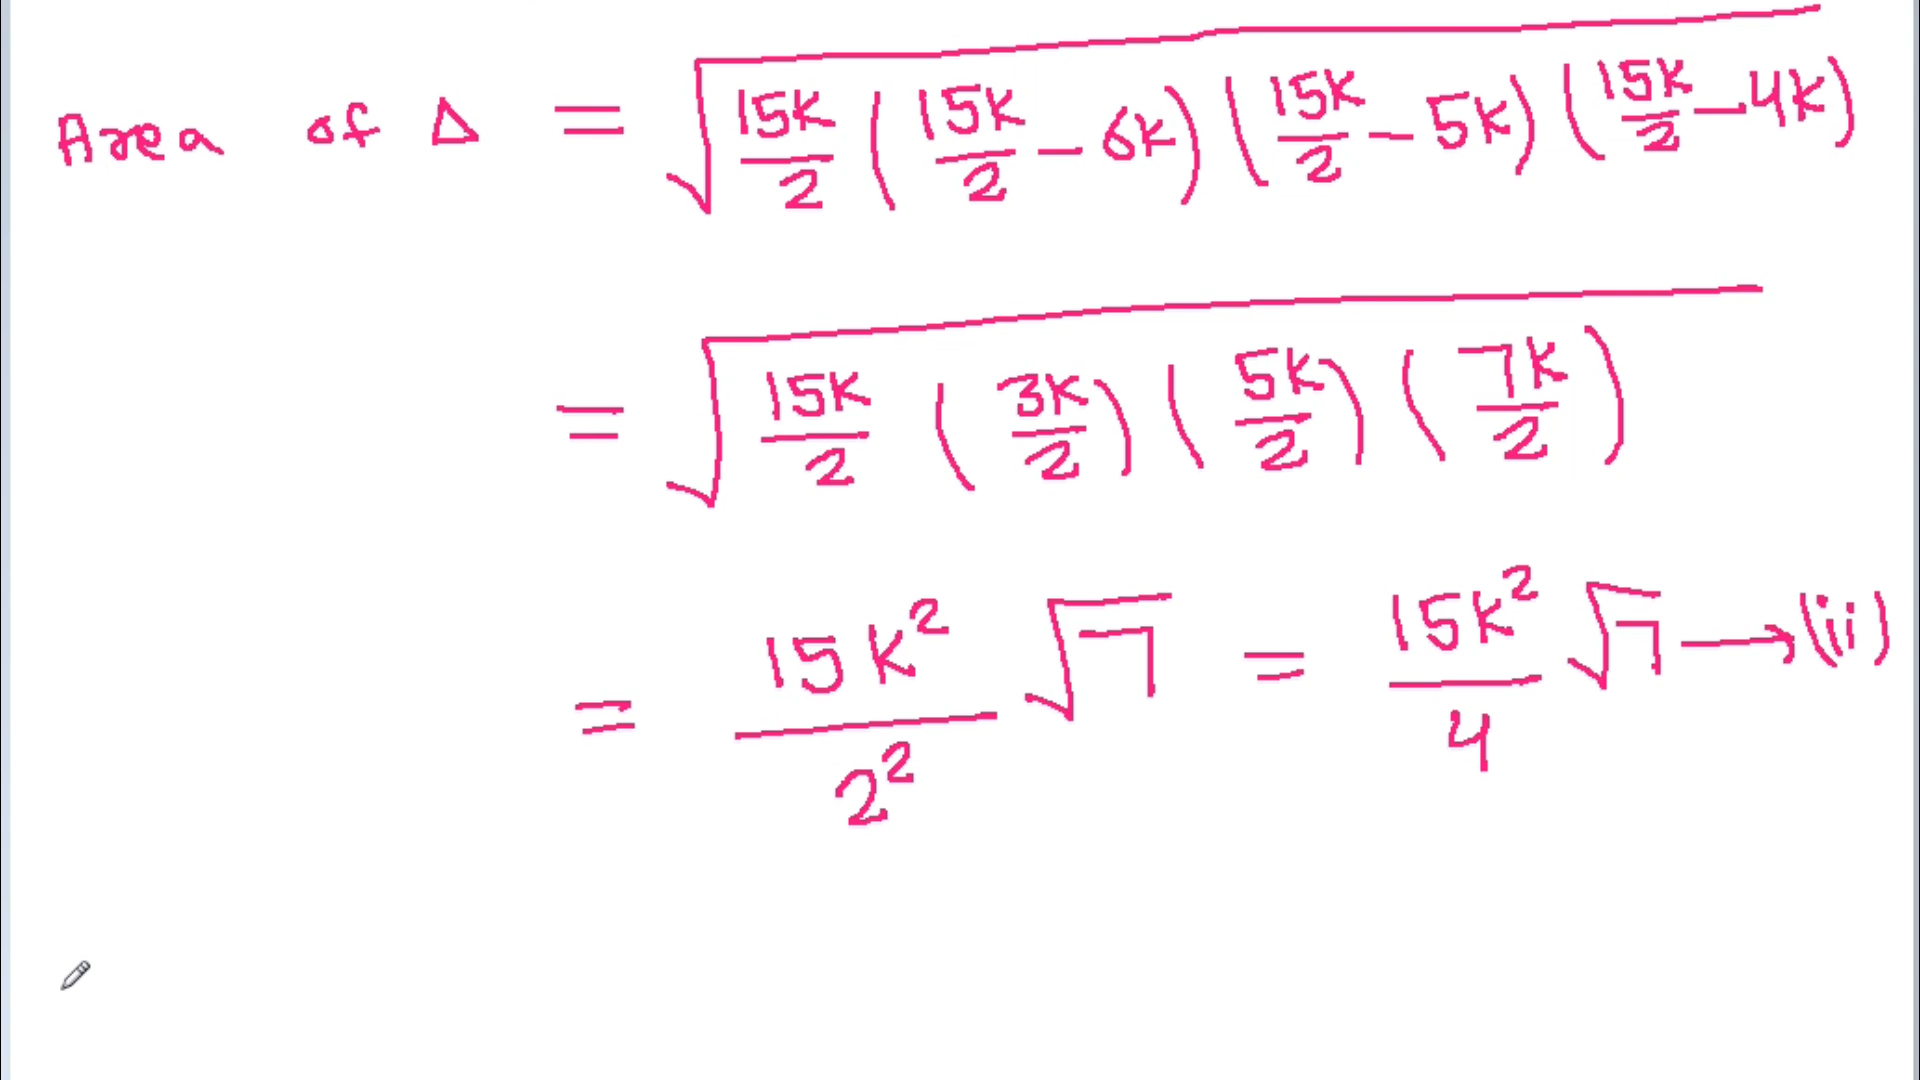 Area of Δ = √(15K/2 (15K/2 - 6K) (15K/2 - 5K) (15K/2 - 4K))
= √(15K/2 (3K/2) (5K/2) (7K/2))
= 15K²/2² √7 = 15K²/4 √7 → (ii)